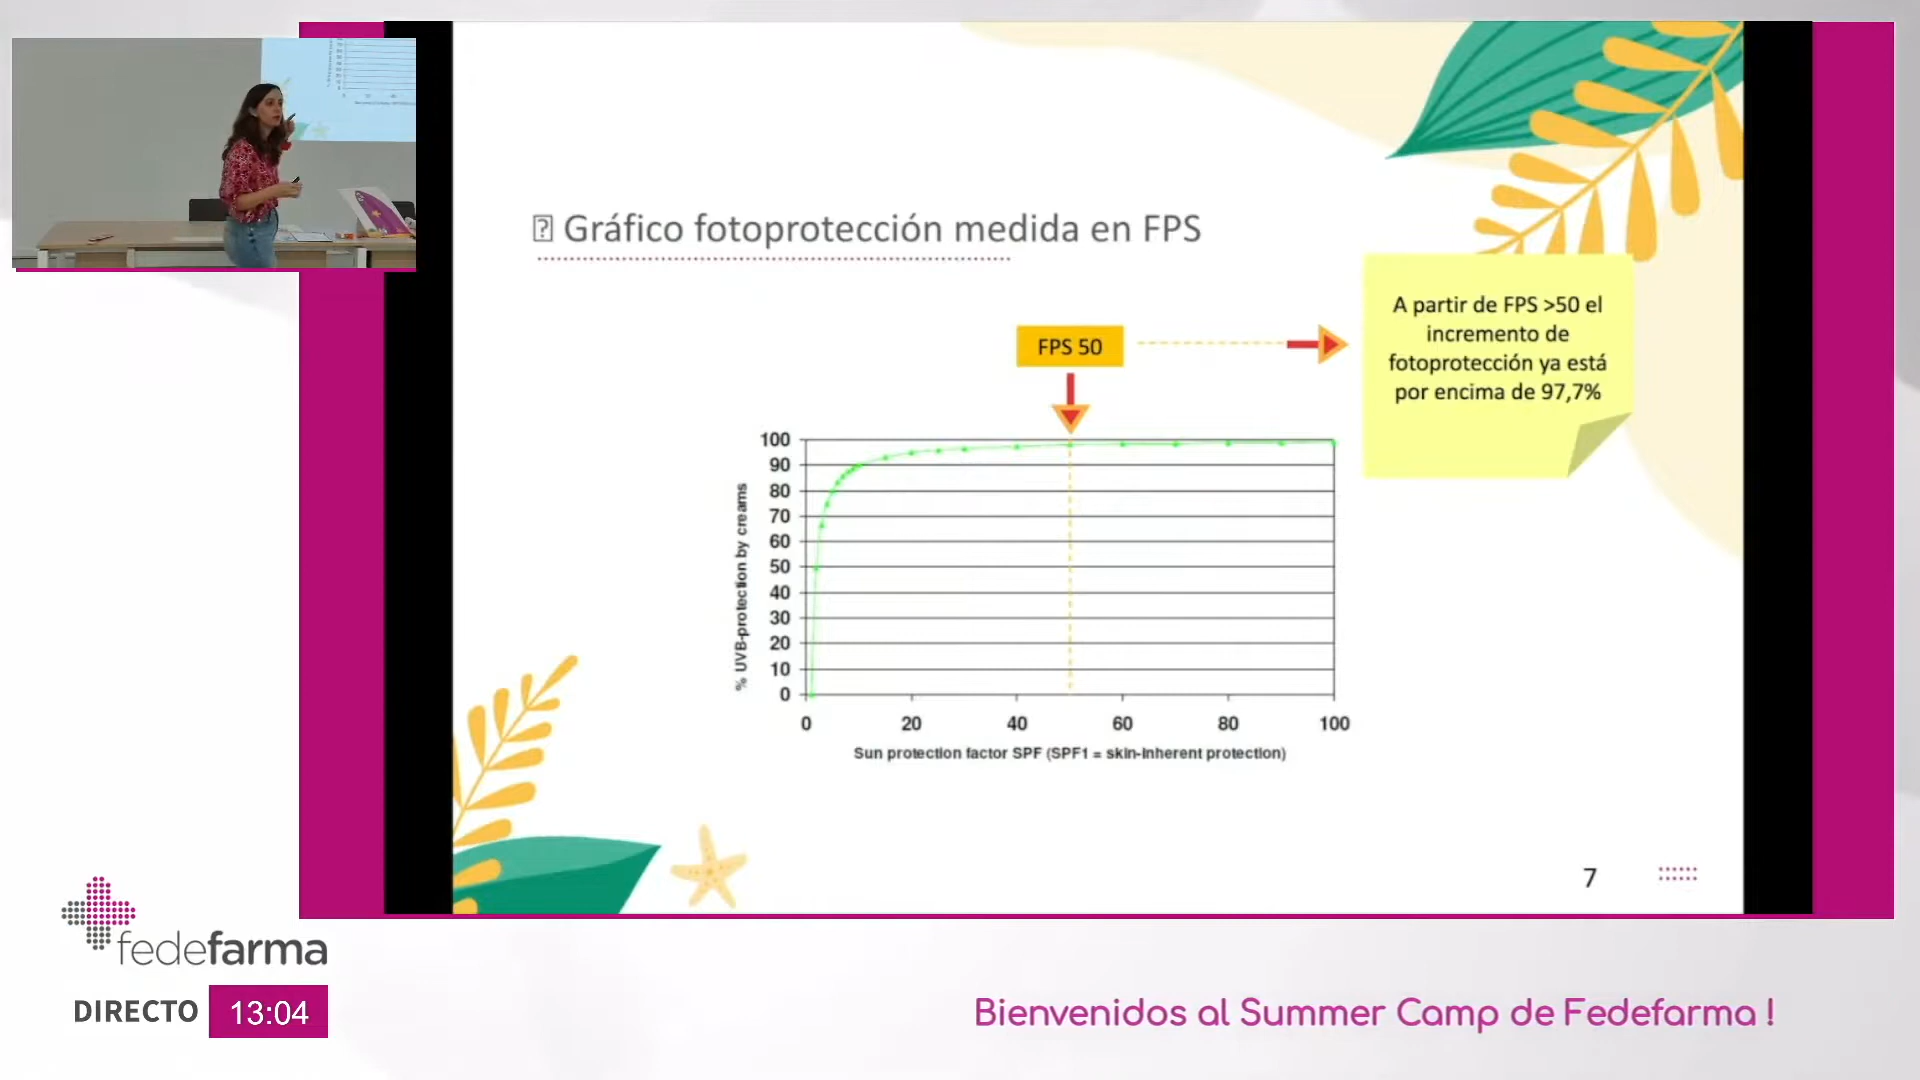 Gráfico fotoprotección medida en FPS
FPS 50
A partir de FPS >50 el
incremento de
fotoprotección ya está
por encima de 97,7%
% UVB-protection by creams
100
90
80
70
60
50
40
30
20
10
0
0 20 40 60 80 100
Sun protection factor SPF (SPF1 = skin-inherent protection)
7
fedefarma
DIRECTO 13:04
Bienvenidos al Summer Camp de Fedefarma !